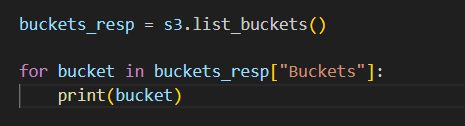 buckets_resp = s3.list_buckets()
for bucket in buckets_resp["Buckets"]:
    print(bucket)